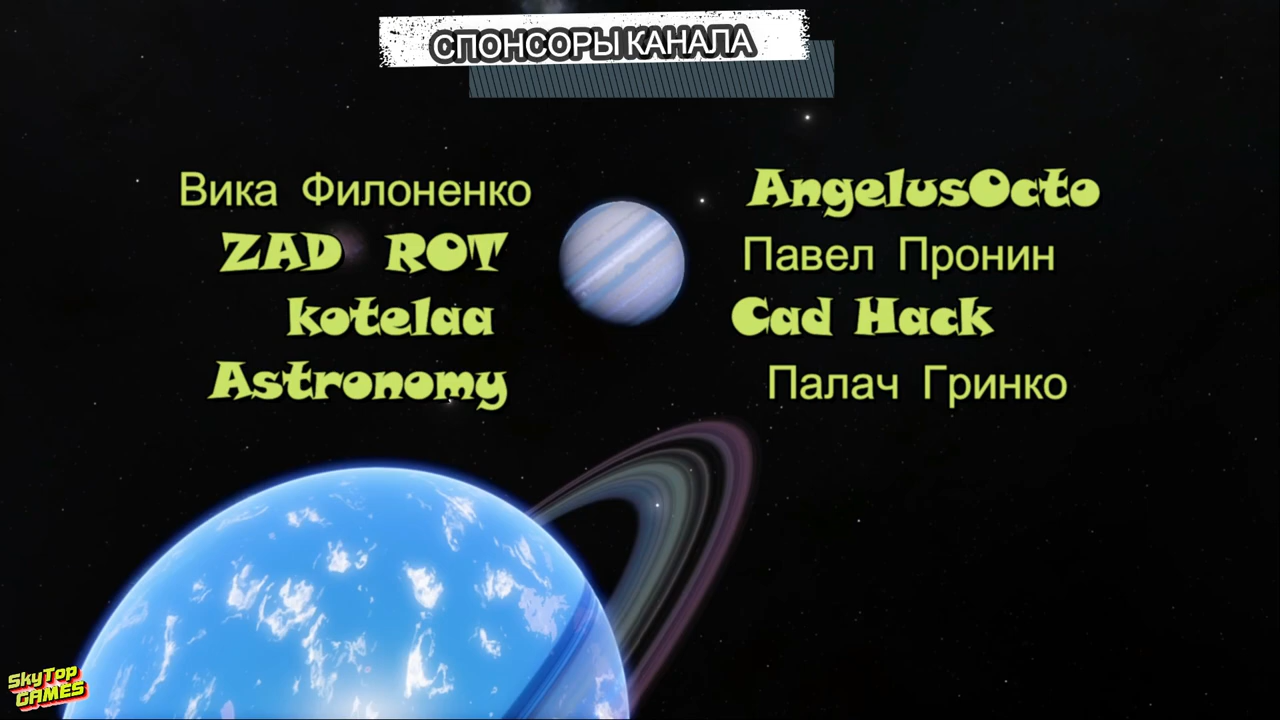 СПОНСОРЫ КАНАЛА
Вика Филоненко
ZAD ROT
kotelaa
Astronomy
AngelusOcto
Павел Пронин
Cad Hack
Палач Гринко
SkyTop
GAMES